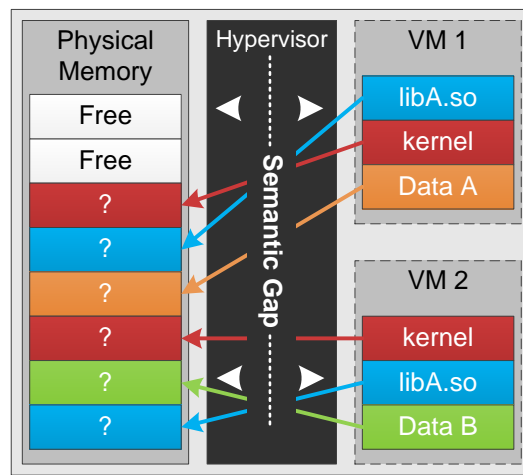 Physical
Memory
Free
Free
?
?
?
?
?
?
Hypervisor
Semantic Gap
VM 1
libA.so
kernel
Data A
VM 2
kernel
libA.so
Data B